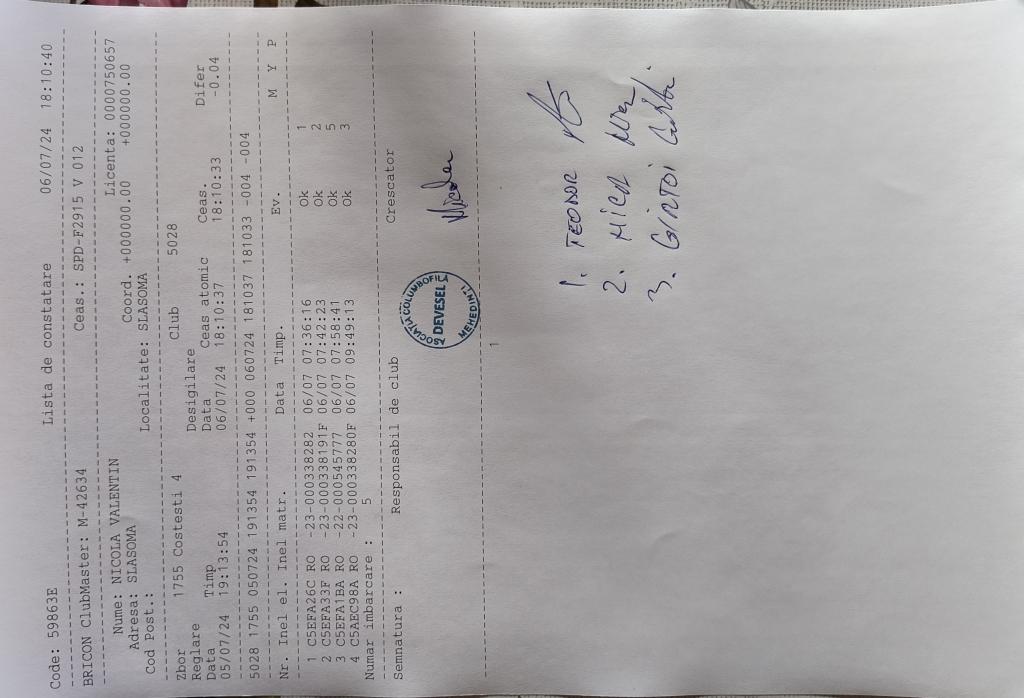 Code: 59863E Lista de constatare 06/07/24 18:10:40
BRICON ClubMaster: M-42634 Ceas.: SPD-F2915 V 012
Nume: NICOLA VALENTIN Licenta: 0000750657
Adresa: SLASOMA Coord. +000000.00 +000000.00
Cod Post.: Localitate: SLASOMA
Zbor 1755 Costesti 4 Club 5028
Reglare Desigilare
Data Timp Data Ceas atomic Ceas. Difer
05/07/24 19:13:54 06/07/24 18:10:37 18:10:33 -0.04
5028 1755 050724 191354 191354 +000 060724 181037 181033 -004 -004
Nr. Inel el. Inel matr. Data Timp. Ev. M Y P
1 C5EFA26C RO -23-000338282 06/07 07:36:16 Ok 1
2 C5EFA33F RO -23-000338191F 06/07 07:42:23 Ok 2
3 C5EFA1BA RO -22-000545777 06/07 07:58:41 Ok 5
4 C5AEC98A RO -23-000338280F 06/07 09:49:13 Ok 3
Numar imbarcare : 5
Semnatura : Responsabil de club Crescator
ASOCIAȚIA COLUMBOFILA
DEVESEL
MEHEDINȚI
Nicola
1
1. TEODOR
2. MICA
3. GÎRTOI